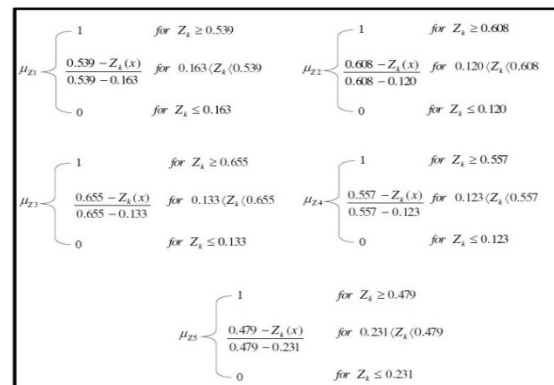 μZ1 { 1 for Zk ≥ 0.539
0.539 − Zk(x) / 0.539 − 0.163 for 0.163⟨Zk⟨0.539
0 for Zk ≤ 0.163
μZ2 { 1 for Zk ≥ 0.608
0.608 − Zk(x) / 0.608 − 0.120 for 0.120⟨Zk⟨0.608
0 for Zk ≤ 0.120
μZ3 { 1 for Zk ≥ 0.655
0.655 − Zk(x) / 0.655 − 0.133 for 0.133⟨Zk⟨0.655
0 for Zk ≤ 0.133
μZ4 { 1 for Zk ≥ 0.557
0.557 − Zk(x) / 0.557 − 0.123 for 0.123⟨Zk⟨0.557
0 for Zk ≤ 0.123
μZ5 { 1 for Zk ≥ 0.479
0.479 − Zk(x) / 0.479 − 0.231 for 0.231⟨Zk⟨0.479
0 for Zk ≤ 0.231